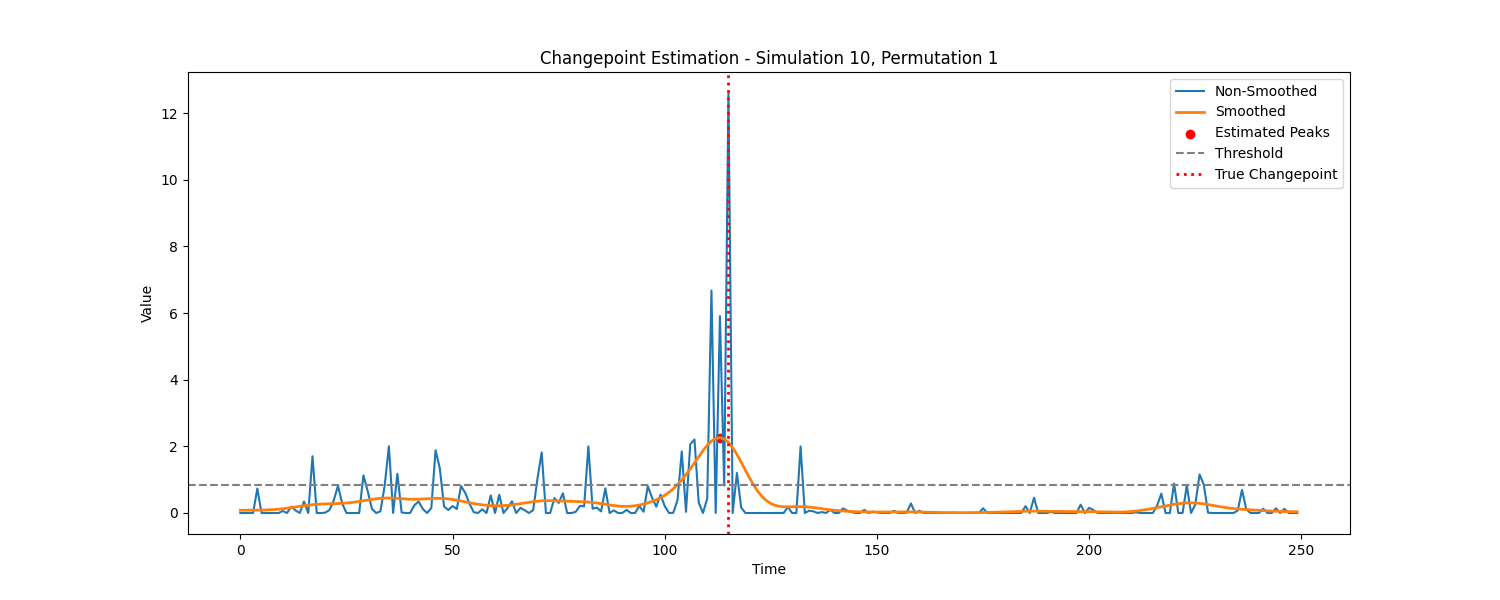 Changepoint Estimation - Simulation 10, Permutation 1
Non-Smoothed
Smoothed
Estimated Peaks
Threshold
True Changepoint
Value
12
10
8
6
4
2
0
0 50 100 150 200 250
Time